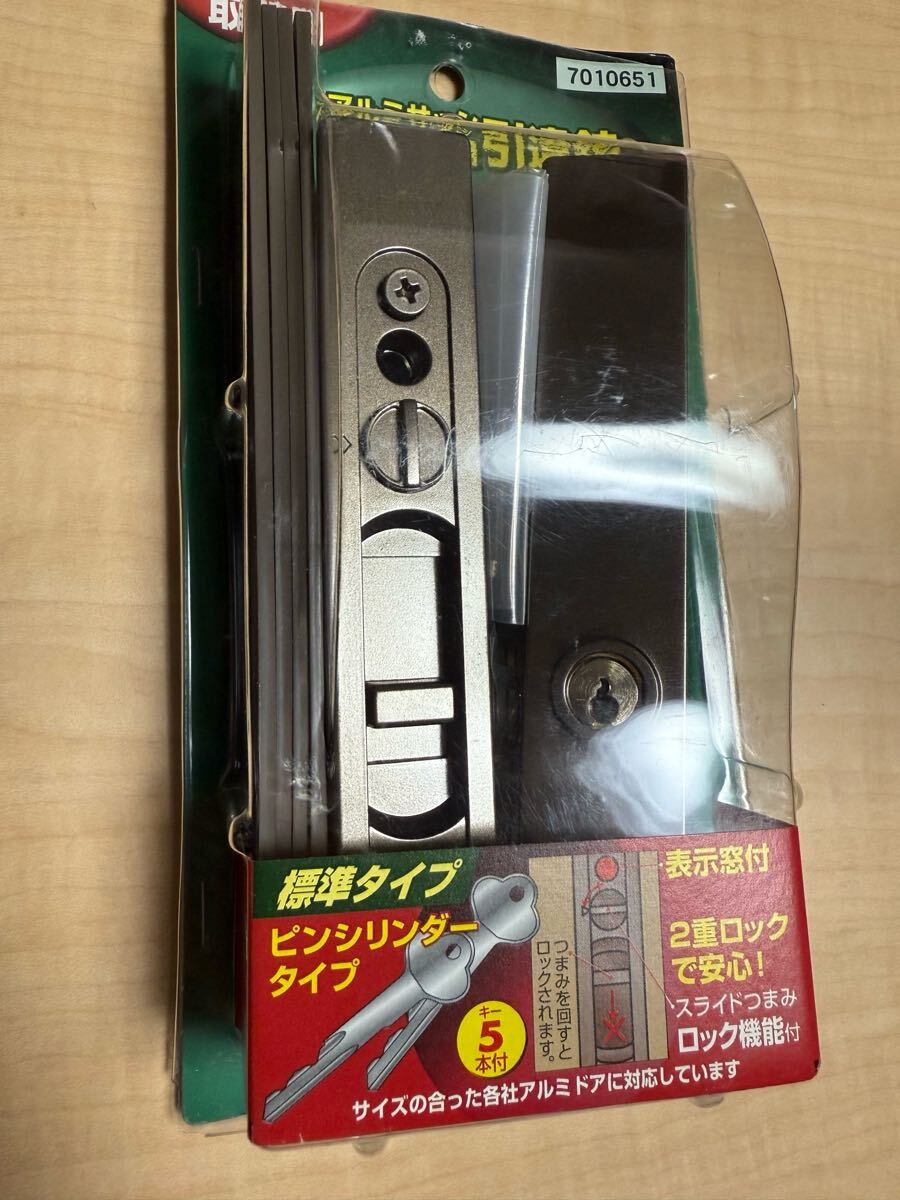 7010651
標準タイプ
ピンシリンダー
タイプ
キー
5
本付
つまみを回すと
ロックされます。
表示窓付
2重ロック
で安心!
スライドつまみ
ロック機能付
サイズの合った各社アルミドアに対応しています